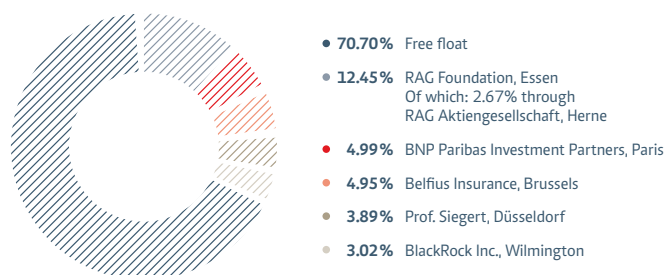 70.70% Free float
12.45% RAG Foundation, Essen
Of which: 2.67% through
RAG Aktiengesellschaft, Herne
4.99% BNP Paribas Investment Partners, Paris
4.95% Belfius Insurance, Brussels
3.89% Prof. Siegert, Düsseldorf
3.02% BlackRock Inc., Wilmington